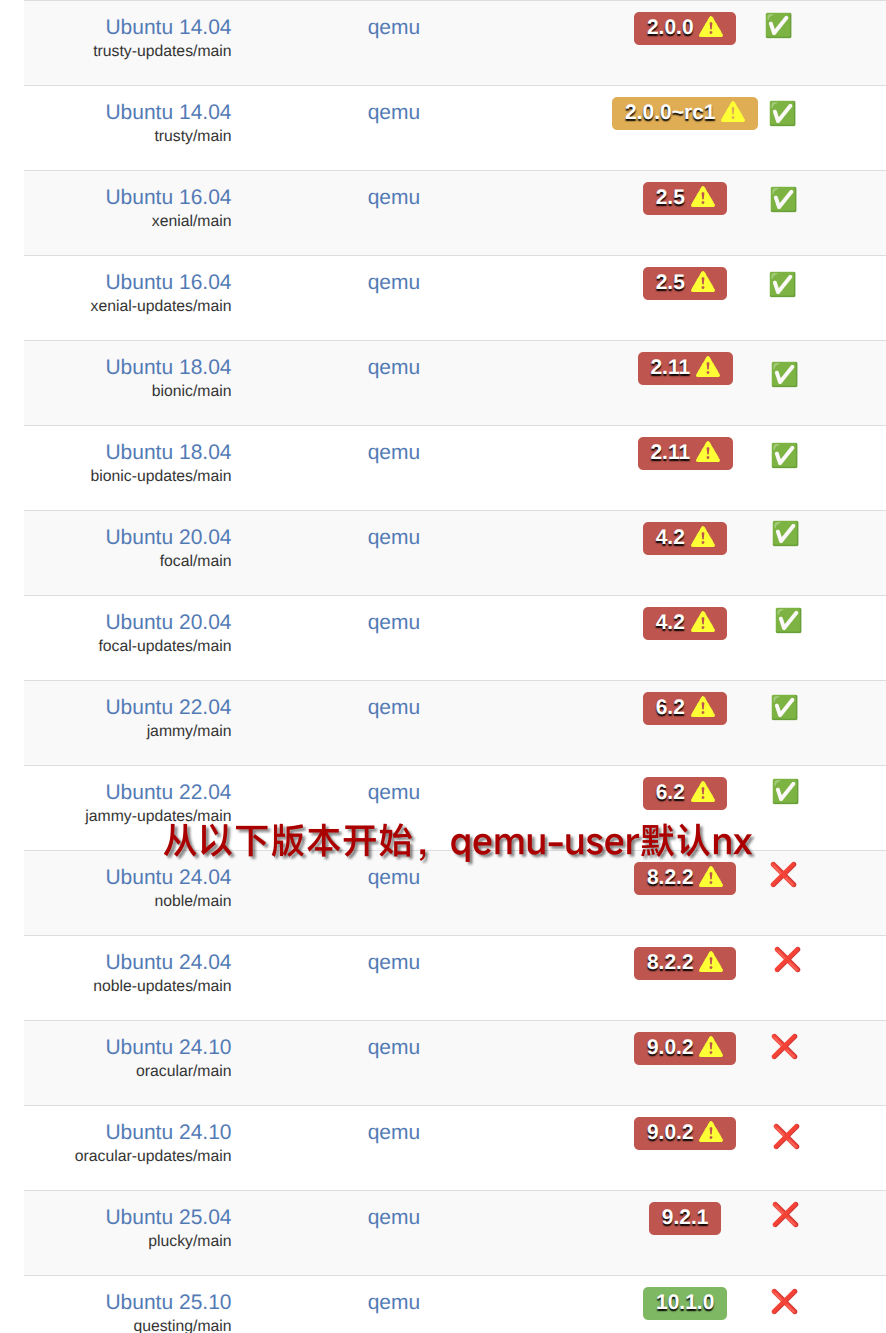 Ubuntu 14.04 qemu 2.0.0
trusty-updates/main
Ubuntu 14.04 qemu 2.0.0~rc1
trusty/main
Ubuntu 16.04 qemu 2.5
xenial/main
Ubuntu 16.04 qemu 2.5
xenial-updates/main
Ubuntu 18.04 qemu 2.11
bionic/main
Ubuntu 18.04 qemu 2.11
bionic-updates/main
Ubuntu 20.04 qemu 4.2
focal/main
Ubuntu 20.04 qemu 4.2
focal-updates/main
Ubuntu 22.04 qemu 6.2
jammy/main
Ubuntu 22.04 qemu 6.2
jammy-updates/main
从以下版本开始，qemu-user默认nx
Ubuntu 24.04 qemu 8.2.2
noble/main
Ubuntu 24.04 qemu 8.2.2
noble-updates/main
Ubuntu 24.10 qemu 9.0.2
oracular/main
Ubuntu 24.10 qemu 9.0.2
oracular-updates/main
Ubuntu 25.04 qemu 9.2.1
plucky/main
Ubuntu 25.10 qemu 10.1.0
questing/main